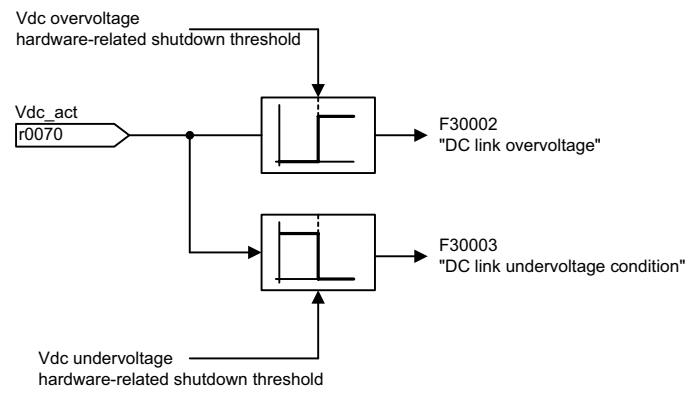 Vdc overvoltage
hardware-related shutdown threshold
Vdc_act
r0070
F30002
"DC link overvoltage"
F30003
"DC link undervoltage condition"
Vdc undervoltage
hardware-related shutdown threshold